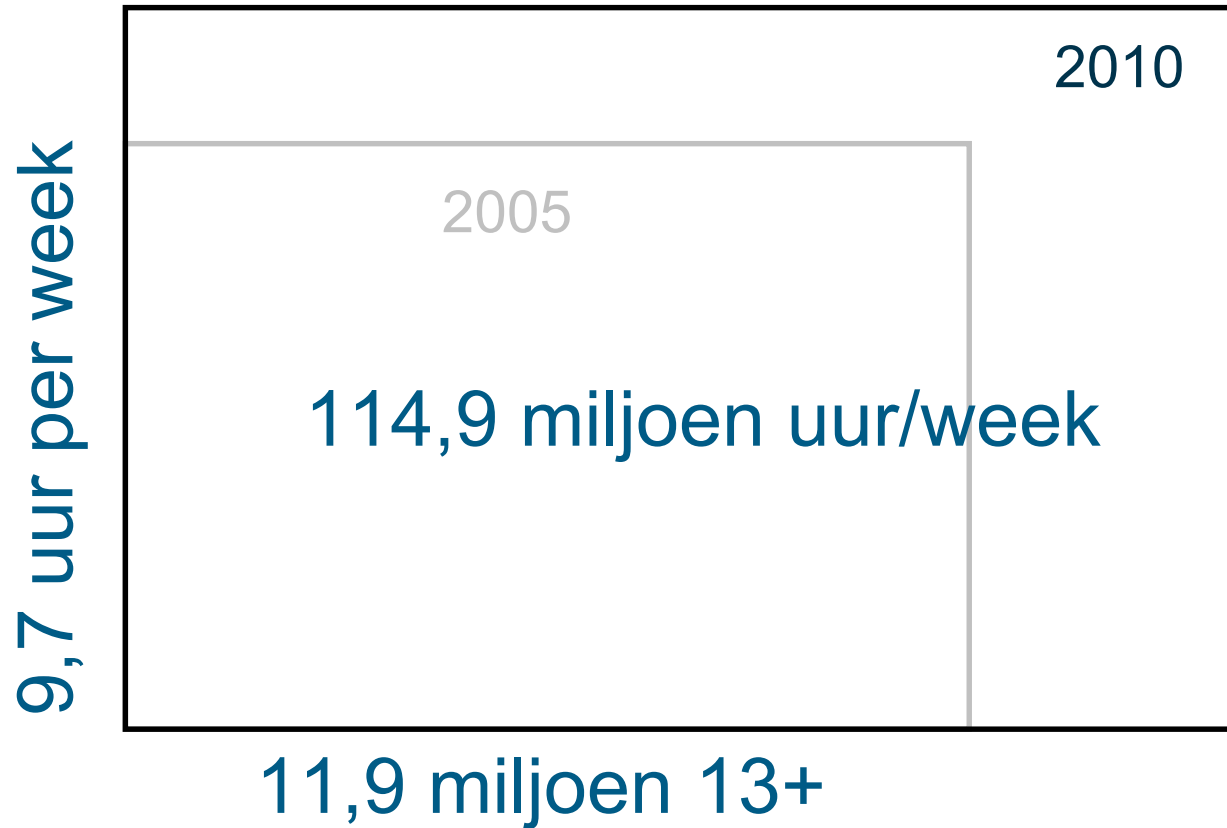 2010
2005
9,7 uur per week
114,9 miljoen uur/week
11,9 miljoen 13+